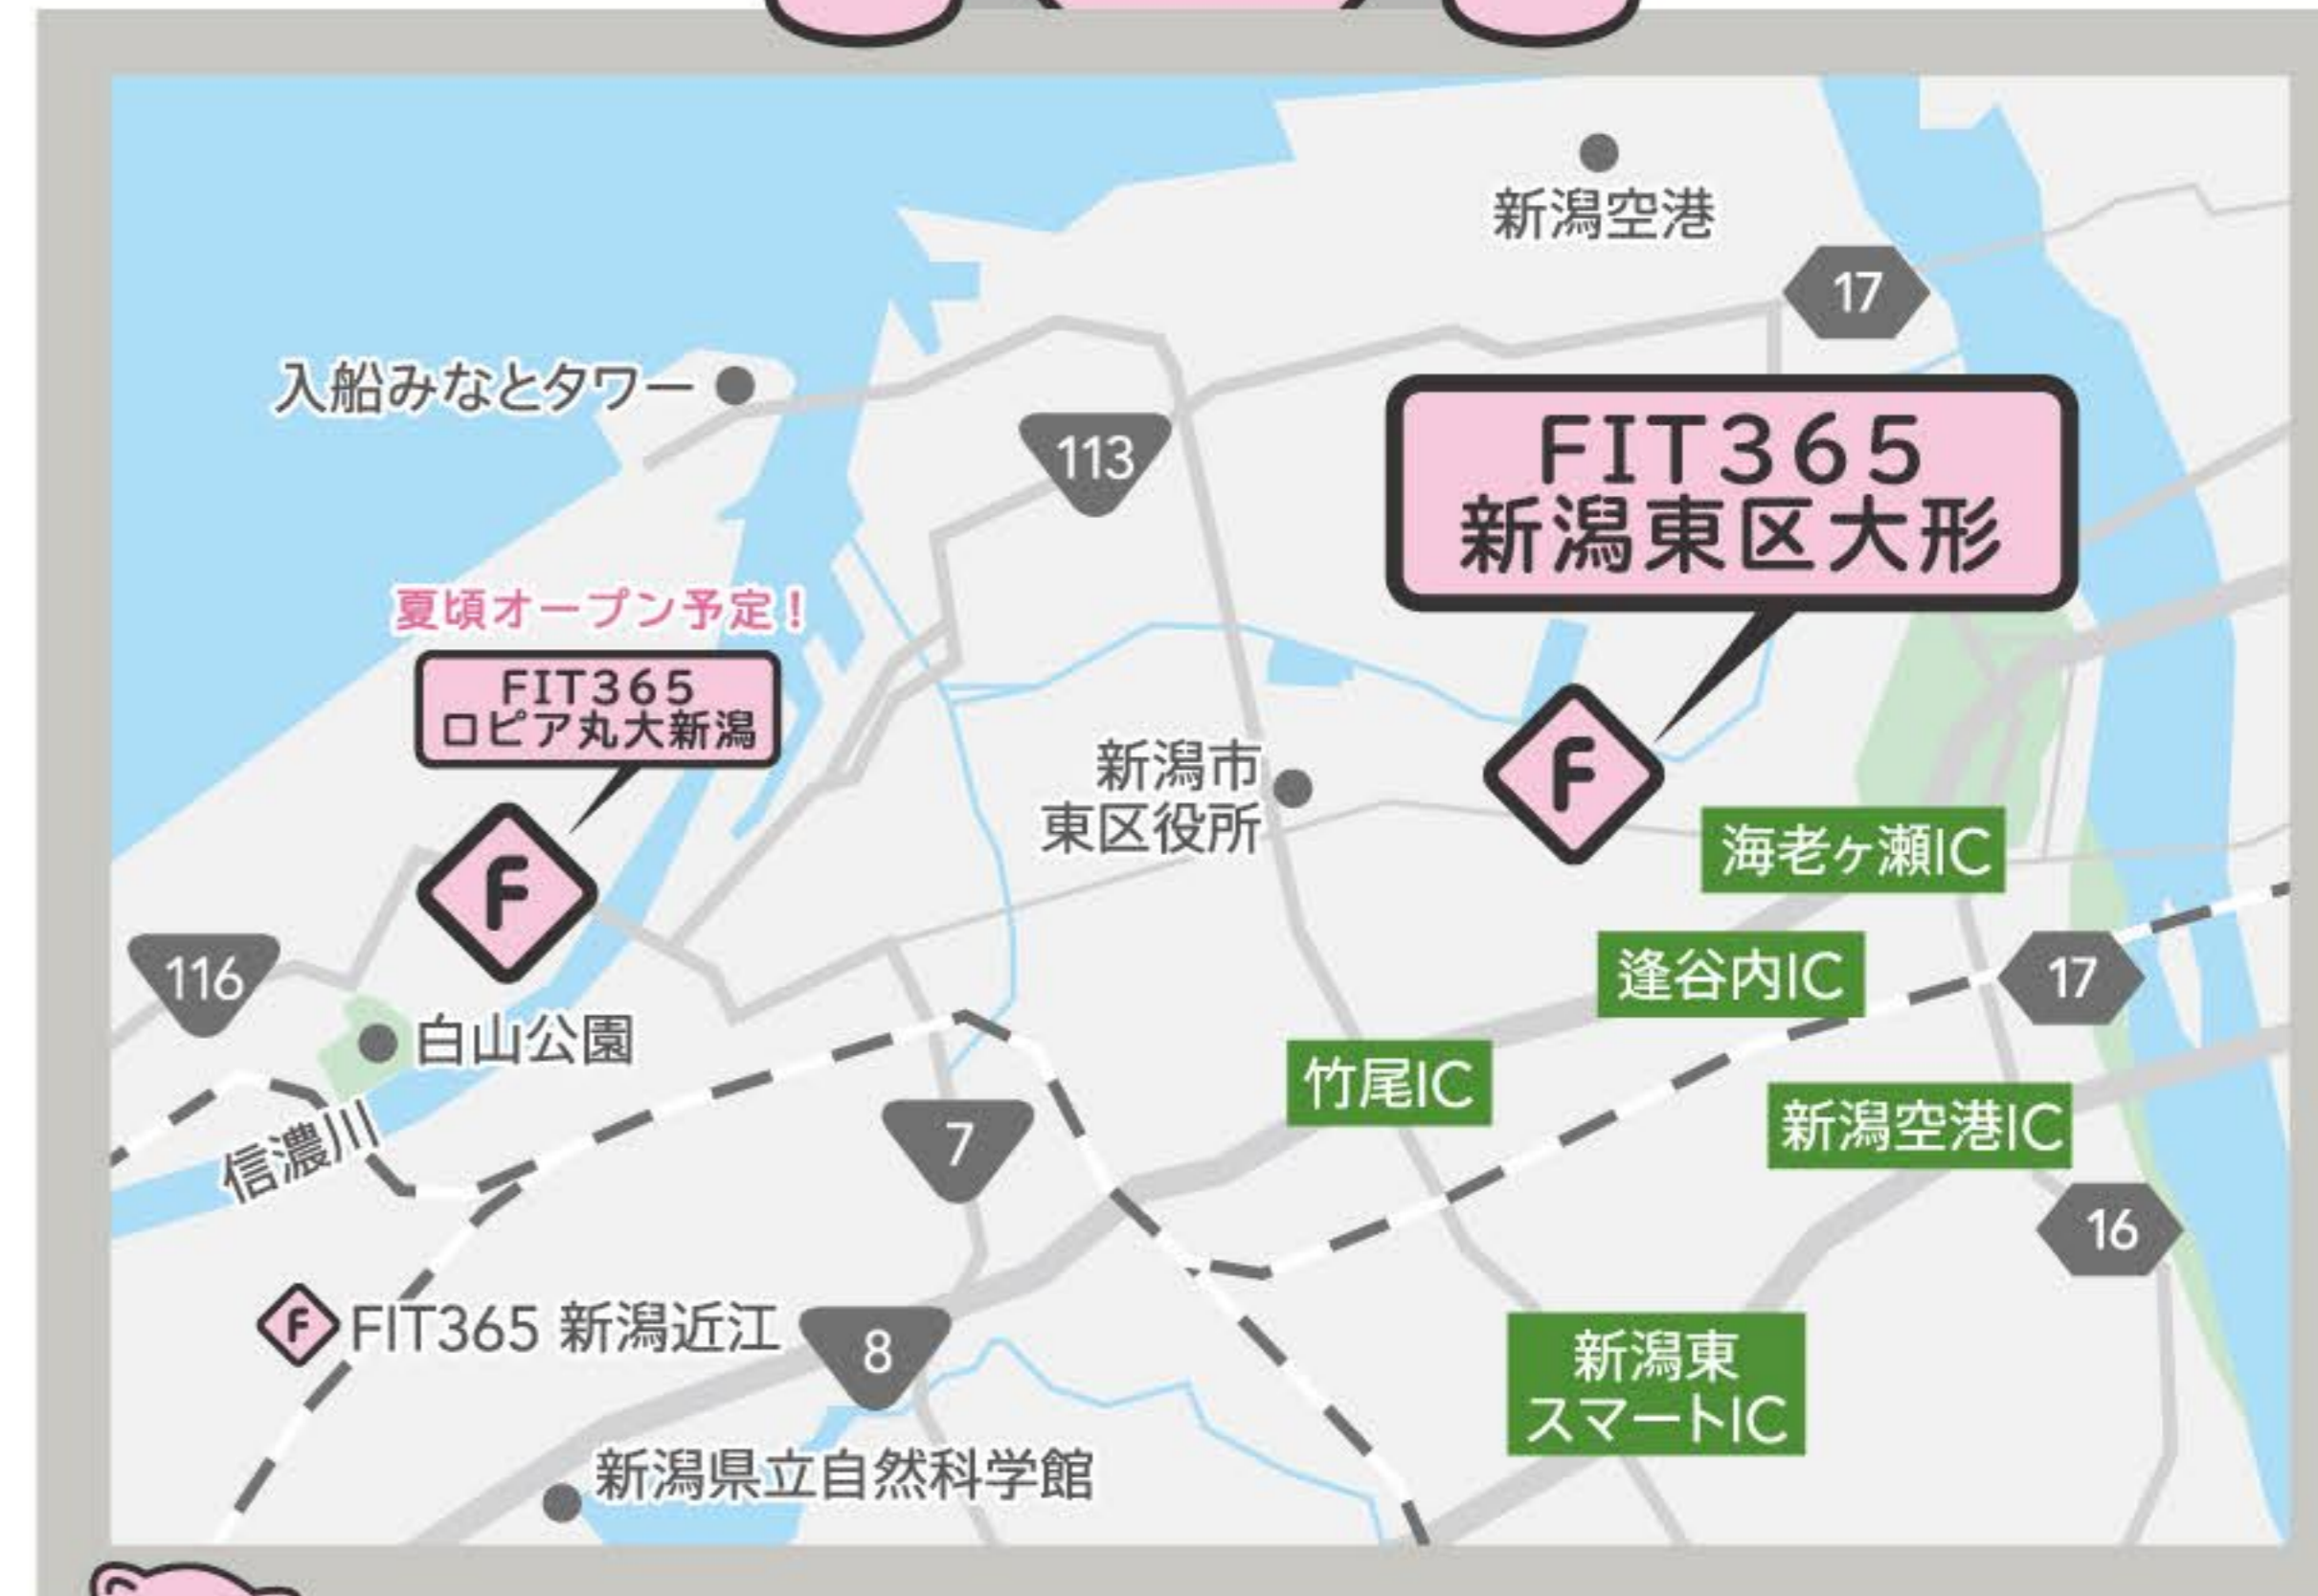 新潟空港
17
入船みなとタワー
113
FIT365
新潟東区大形
夏頃オープン予定！
FIT365
ロピア丸大新潟
新潟市
東区役所
F
海老ヶ瀬IC
F
116
逢谷内IC
17
白山公園
竹尾IC
新潟空港IC
信濃川
7
16
F
FIT365 新潟近江
8
新潟東
スマートIC
新潟県立自然科学館